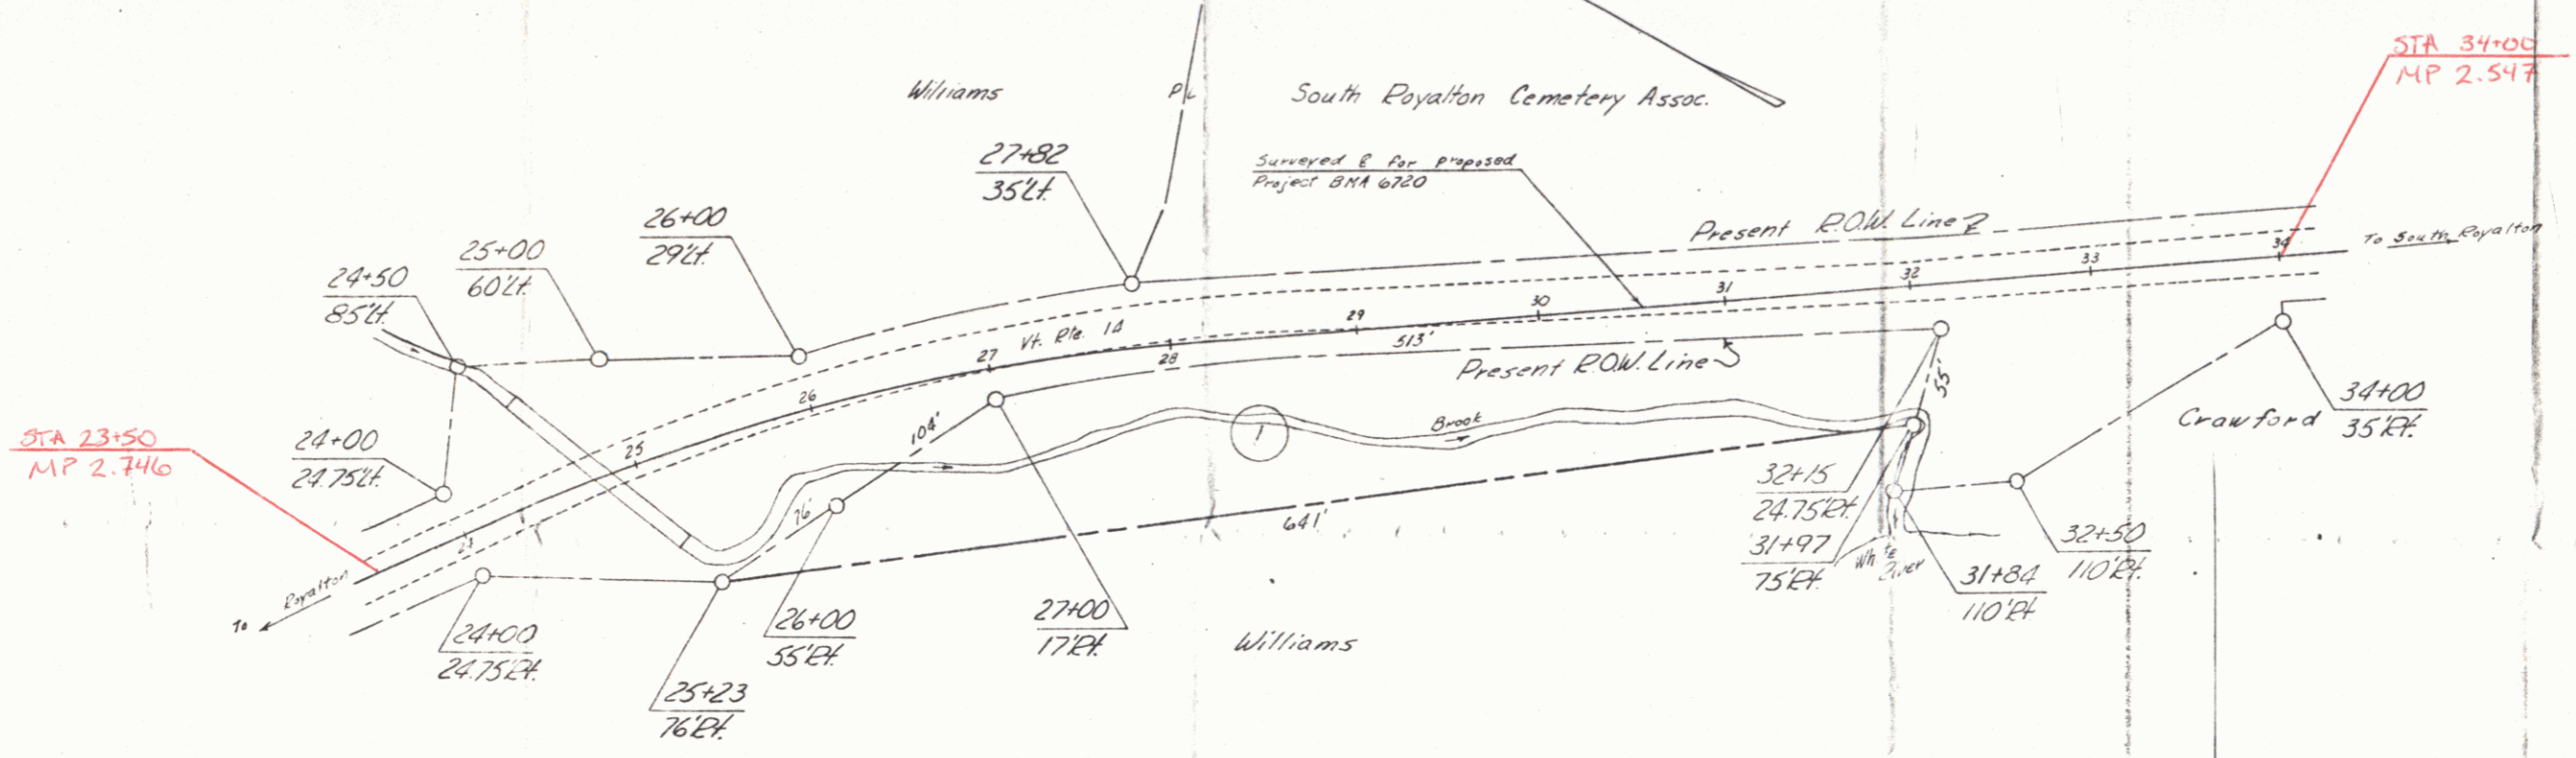 STA 34+00
MP 2.547
Williams
P/L
South Royalton Cemetery Assoc.
27+82
35'Lt.
Surveyed ℄ for proposed
Project BMA 6720
26+00
29'Lt.
25+00
60'Lt.
24+50
85'Lt.
Present R.O.W. Line
To South Royalton
34
33
32
31
30
29
28
27
26
25
24
Vt. Rte. 14
513'
Present R.O.W. Line
55'
34+00
35'Rt.
Crawford
STA 23+50
MP 2.746
24+00
24.75'Lt.
104'
76'
Brook
1
641'
32+15
24.75'Rt.
31+97
75'Rt.
White
River
32+50
110'Rt.
31+84
110'Rt.
To Royalton
24+00
24.75'Rt.
26+00
55'Rt.
27+00
17'Rt.
Williams
25+23
76'Rt.